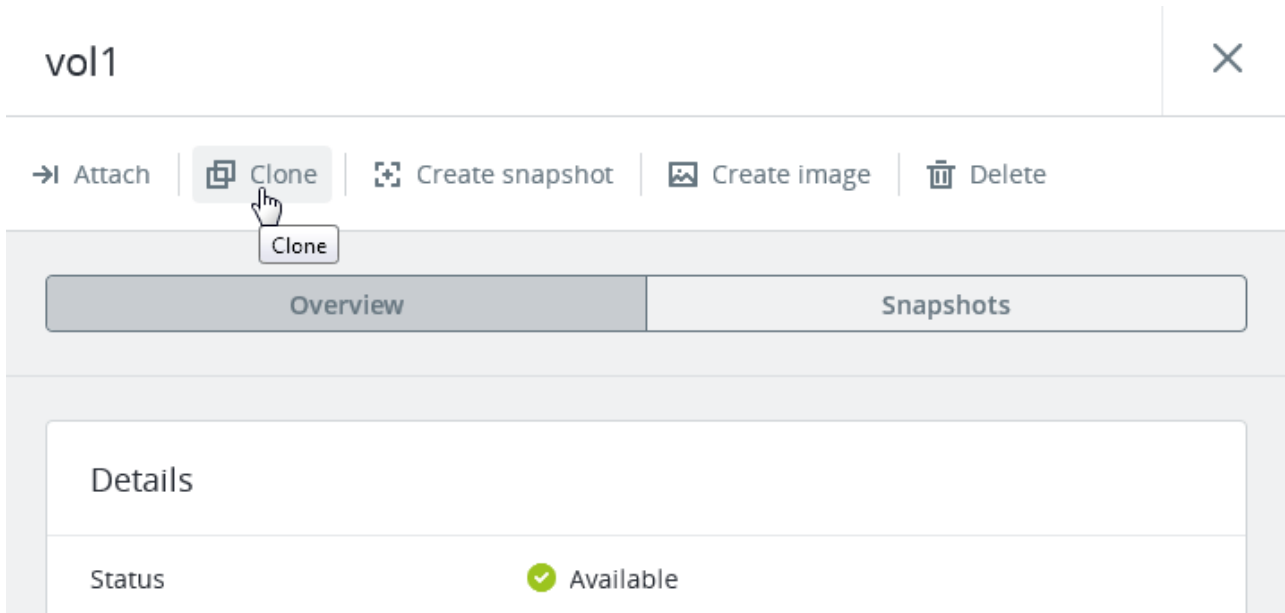 vol1
Attach Clone Create snapshot Create image Delete
Clone
Overview Snapshots
Details
Status Available